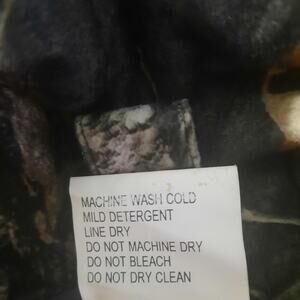 MACHINE WASH COLD
MILD DETERGENT
LINE DRY
DO NOT MACHINE DRY
DO NOT BLEACH
DO NOT DRY CLEAN